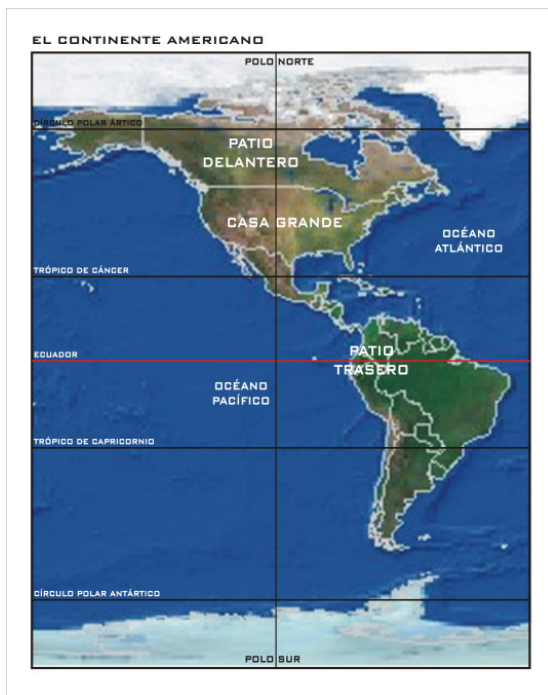 EL CONTINENTE AMERICANO
POLO NORTE
CÍRCULO POLAR ÁRTICO
PATIO
DELANTERO
CASA GRANDE
OCÉANO
ATLÁNTICO
TRÓPICO DE CÁNCER
ECUADOR
PATIO
TRASERO
OCÉANO
PACÍFICO
TRÓPICO DE CAPRICORNIO
CÍRCULO POLAR ANTÁRTICO
POLO SUR